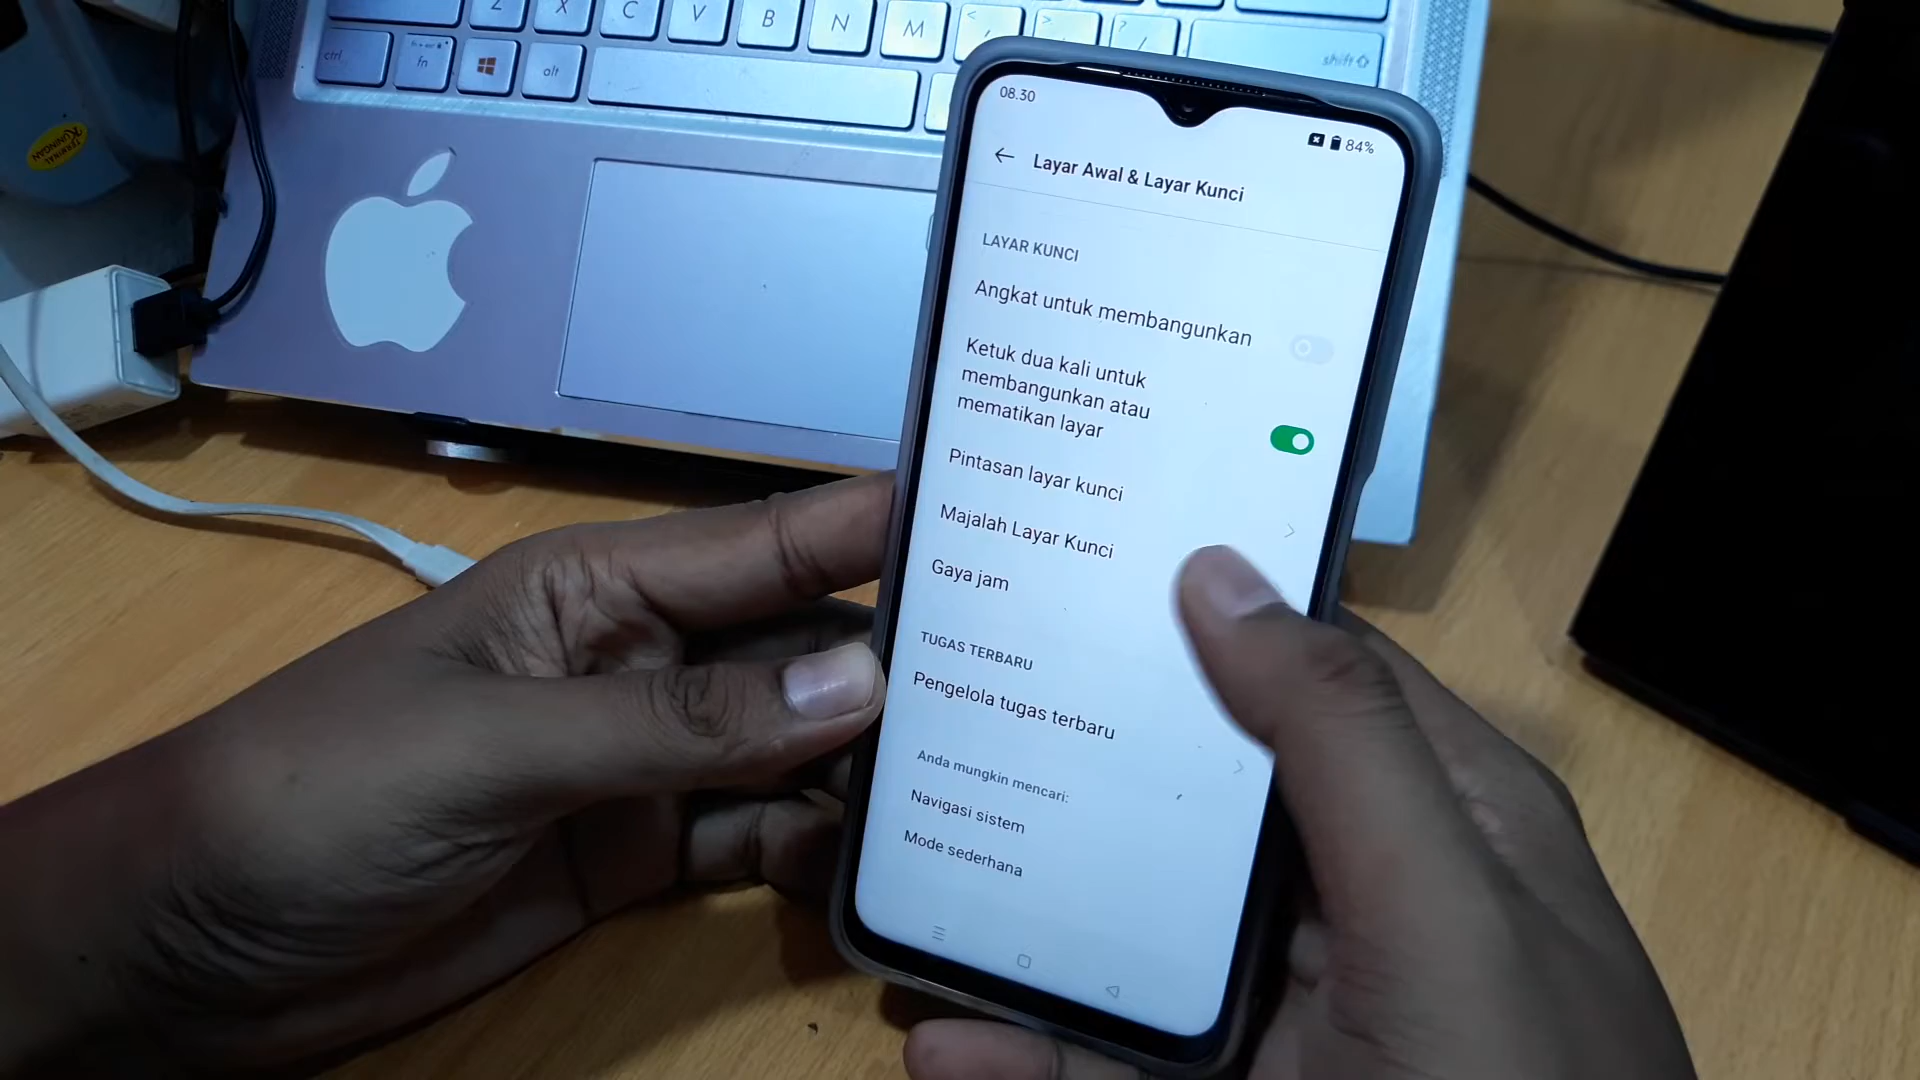 Z X C V B N M < >. ?/
ctrl fn alt shift
TERMINAL
KUNINGAN
08.30
84%
Layar Awal & Layar Kunci
LAYAR KUNCI
Angkat untuk membangunkan
Ketuk dua kali untuk
membangunkan atau
mematikan layar
Pintasan layar kunci
Majalah Layar Kunci
Gaya jam
TUGAS TERBARU
Pengelola tugas terbaru
Anda mungkin mencari:
Navigasi sistem
Mode sederhana